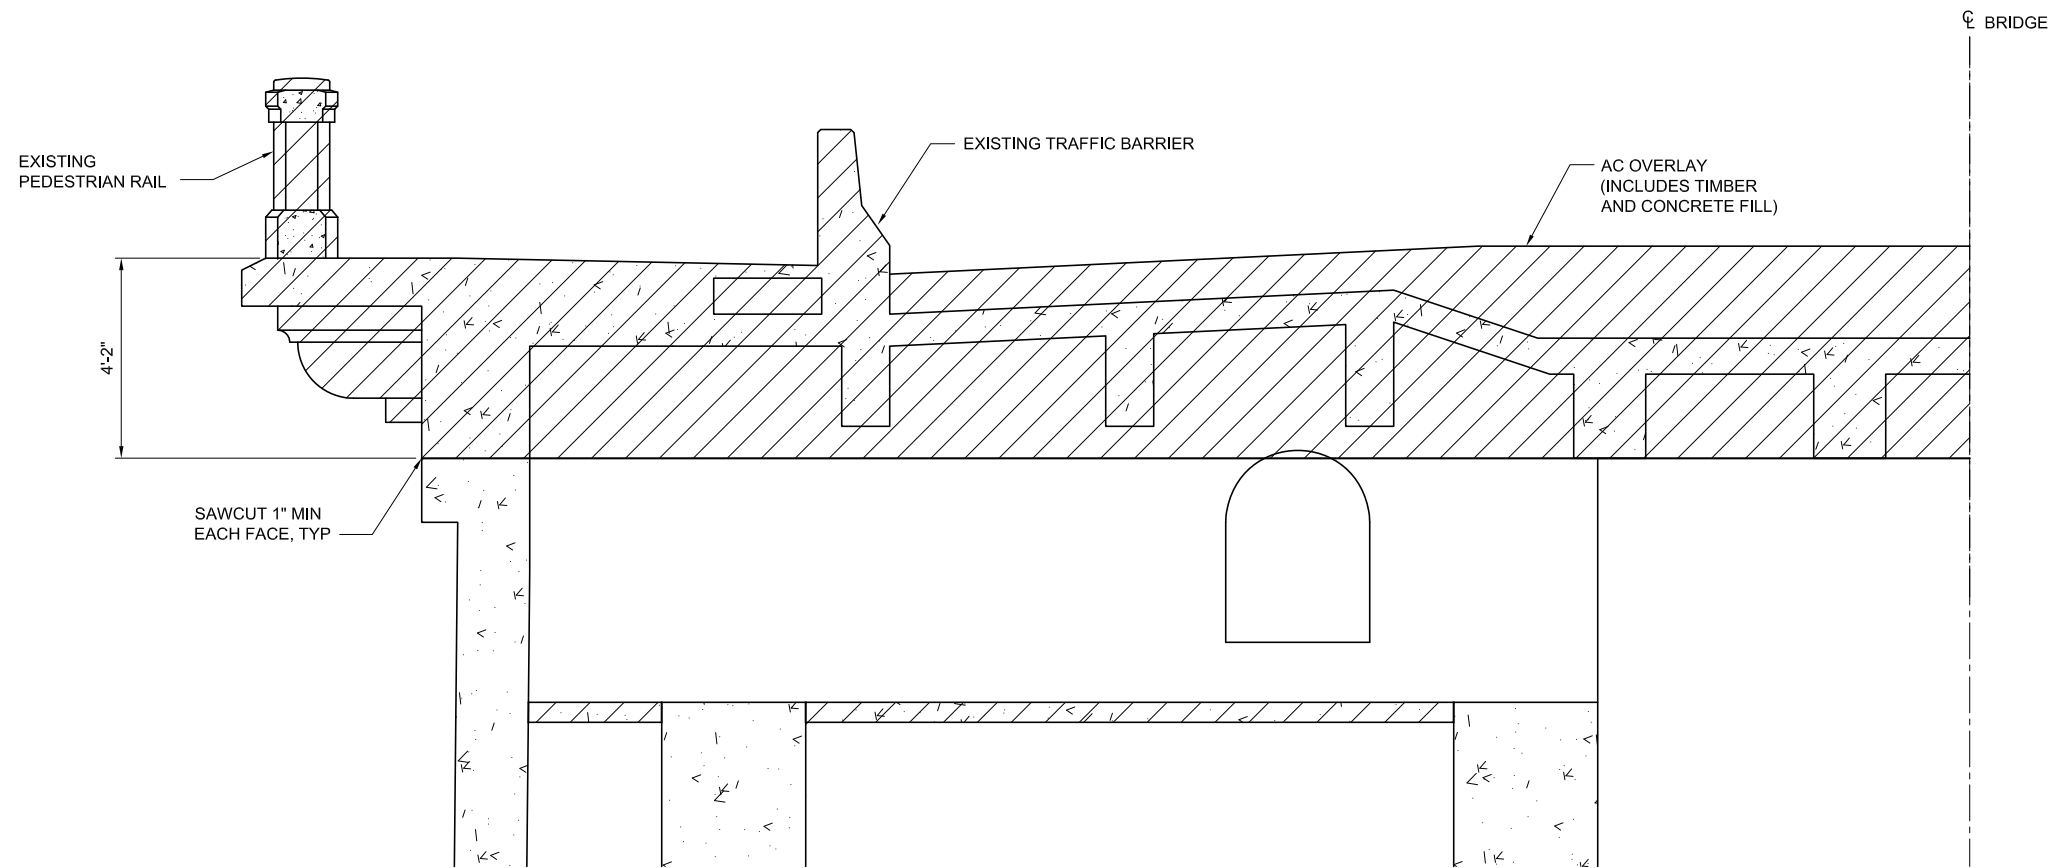 ℄ BRIDGE
EXISTING TRAFFIC BARRIER
EXISTING
PEDESTRIAN RAIL
AC OVERLAY
(INCLUDES TIMBER
AND CONCRETE FILL)
4'-2"
SAWCUT 1" MIN
EACH FACE, TYP